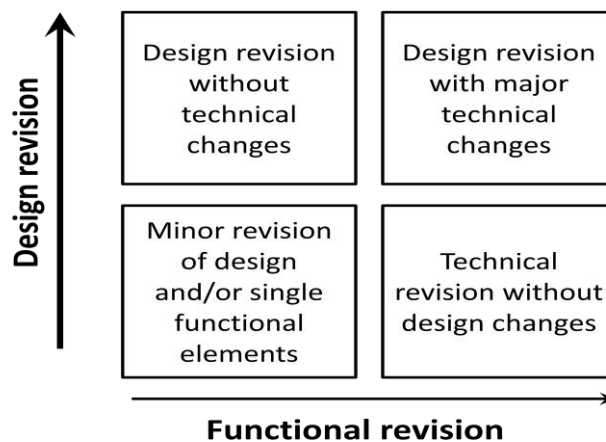 Design revision
Design revision
without
technical
changes
Design revision
with major
technical
changes
Minor revision
of design
and/or single
functional
elements
Technical
revision without
design changes
Functional revision